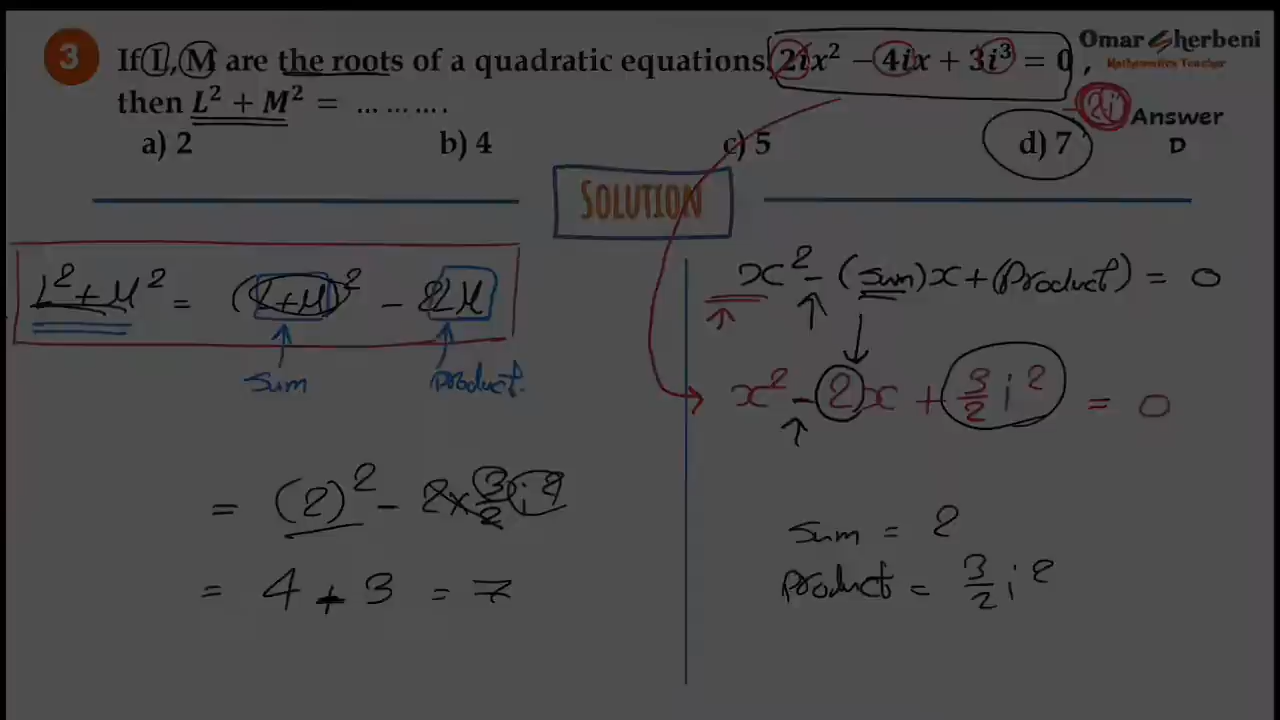 3 If L, M are the roots of a quadratic equations 2ix² − 4ix + 3i³ = 0 ,
then L² + M² = ... ... ... .
Omar Sherbeni
Mathematics Teacher
÷ 2i
Answer
D
a) 2 b) 4 c) 5 d) 7
SOLUTION
L² + M² = (L+M)² − 2LM
Sum Product.
= (2)² − 2 × 3/2 i²
= 4 + 3 = 7
x² − (Sum)x + (Product) = 0
x² − 2x + 3/2 i² = 0
Sum = 2
Product = 3/2 i²